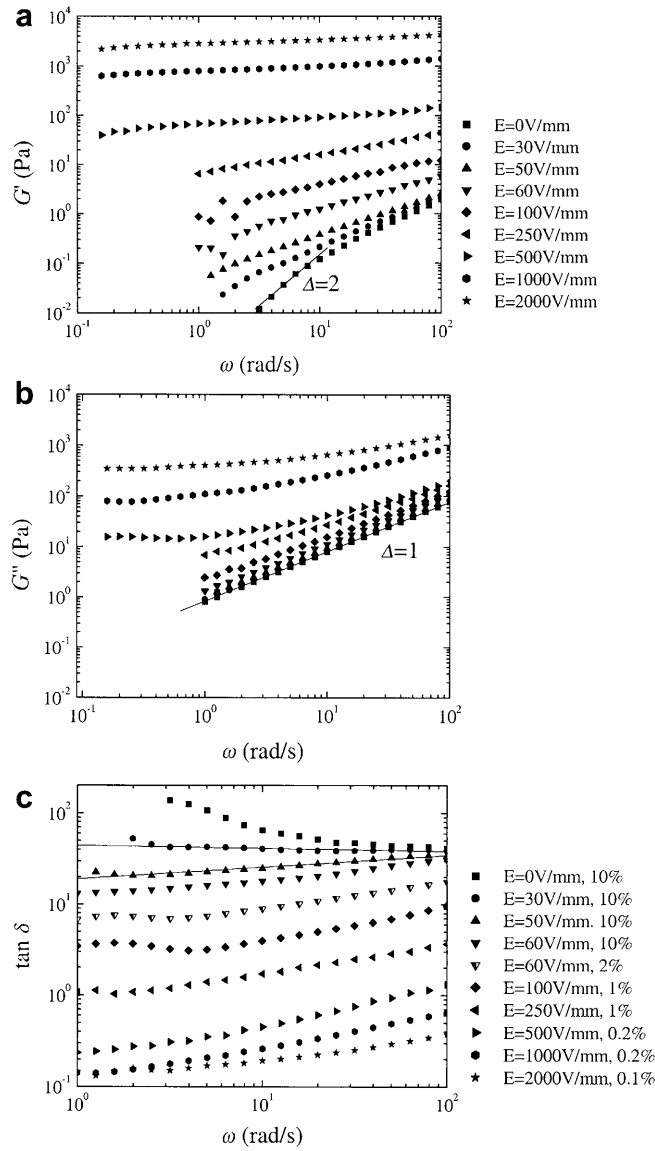 a
10^4
10^3
10^2
10^1
10^0
10^-1
10^-2
G' (Pa)
Δ=2
10^-1 10^0 10^1 10^2
ω (rad/s)
E=0V/mm
E=30V/mm
E=50V/mm
E=60V/mm
E=100V/mm
E=250V/mm
E=500V/mm
E=1000V/mm
E=2000V/mm
b
10^4
10^3
10^2
10^1
10^0
10^-1
10^-2
G" (Pa)
Δ=1
10^-1 10^0 10^1 10^2
ω (rad/s)
c
10^2
10^1
10^0
10^-1
tan δ
10^0 10^1 10^2
ω (rad/s)
E=0V/mm, 10%
E=30V/mm, 10%
E=50V/mm. 10%
E=60V/mm, 10%
E=60V/mm, 2%
E=100V/mm, 1%
E=250V/mm, 1%
E=500V/mm, 0.2%
E=1000V/mm, 0.2%
E=2000V/mm, 0.1%